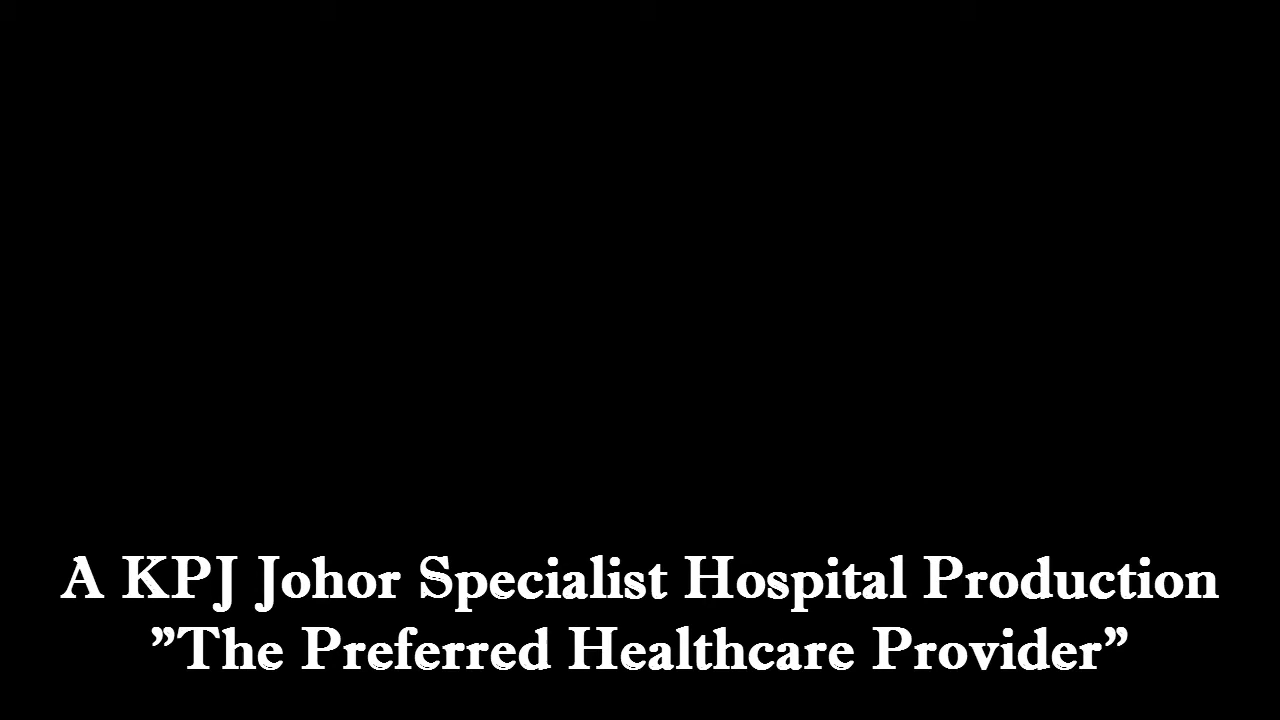 A KPJ Johor Specialist Hospital Production
”The Preferred Healthcare Provider”